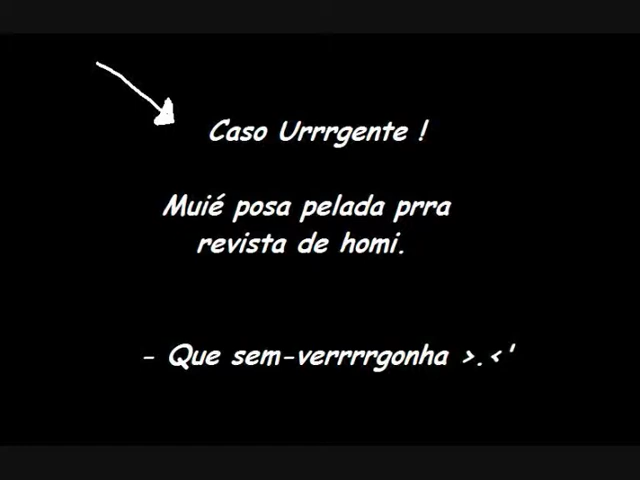 Caso Urrrgente !
Muié posa pelada prra
revista de homi.
- Que sem-verrrrgonha >.<'